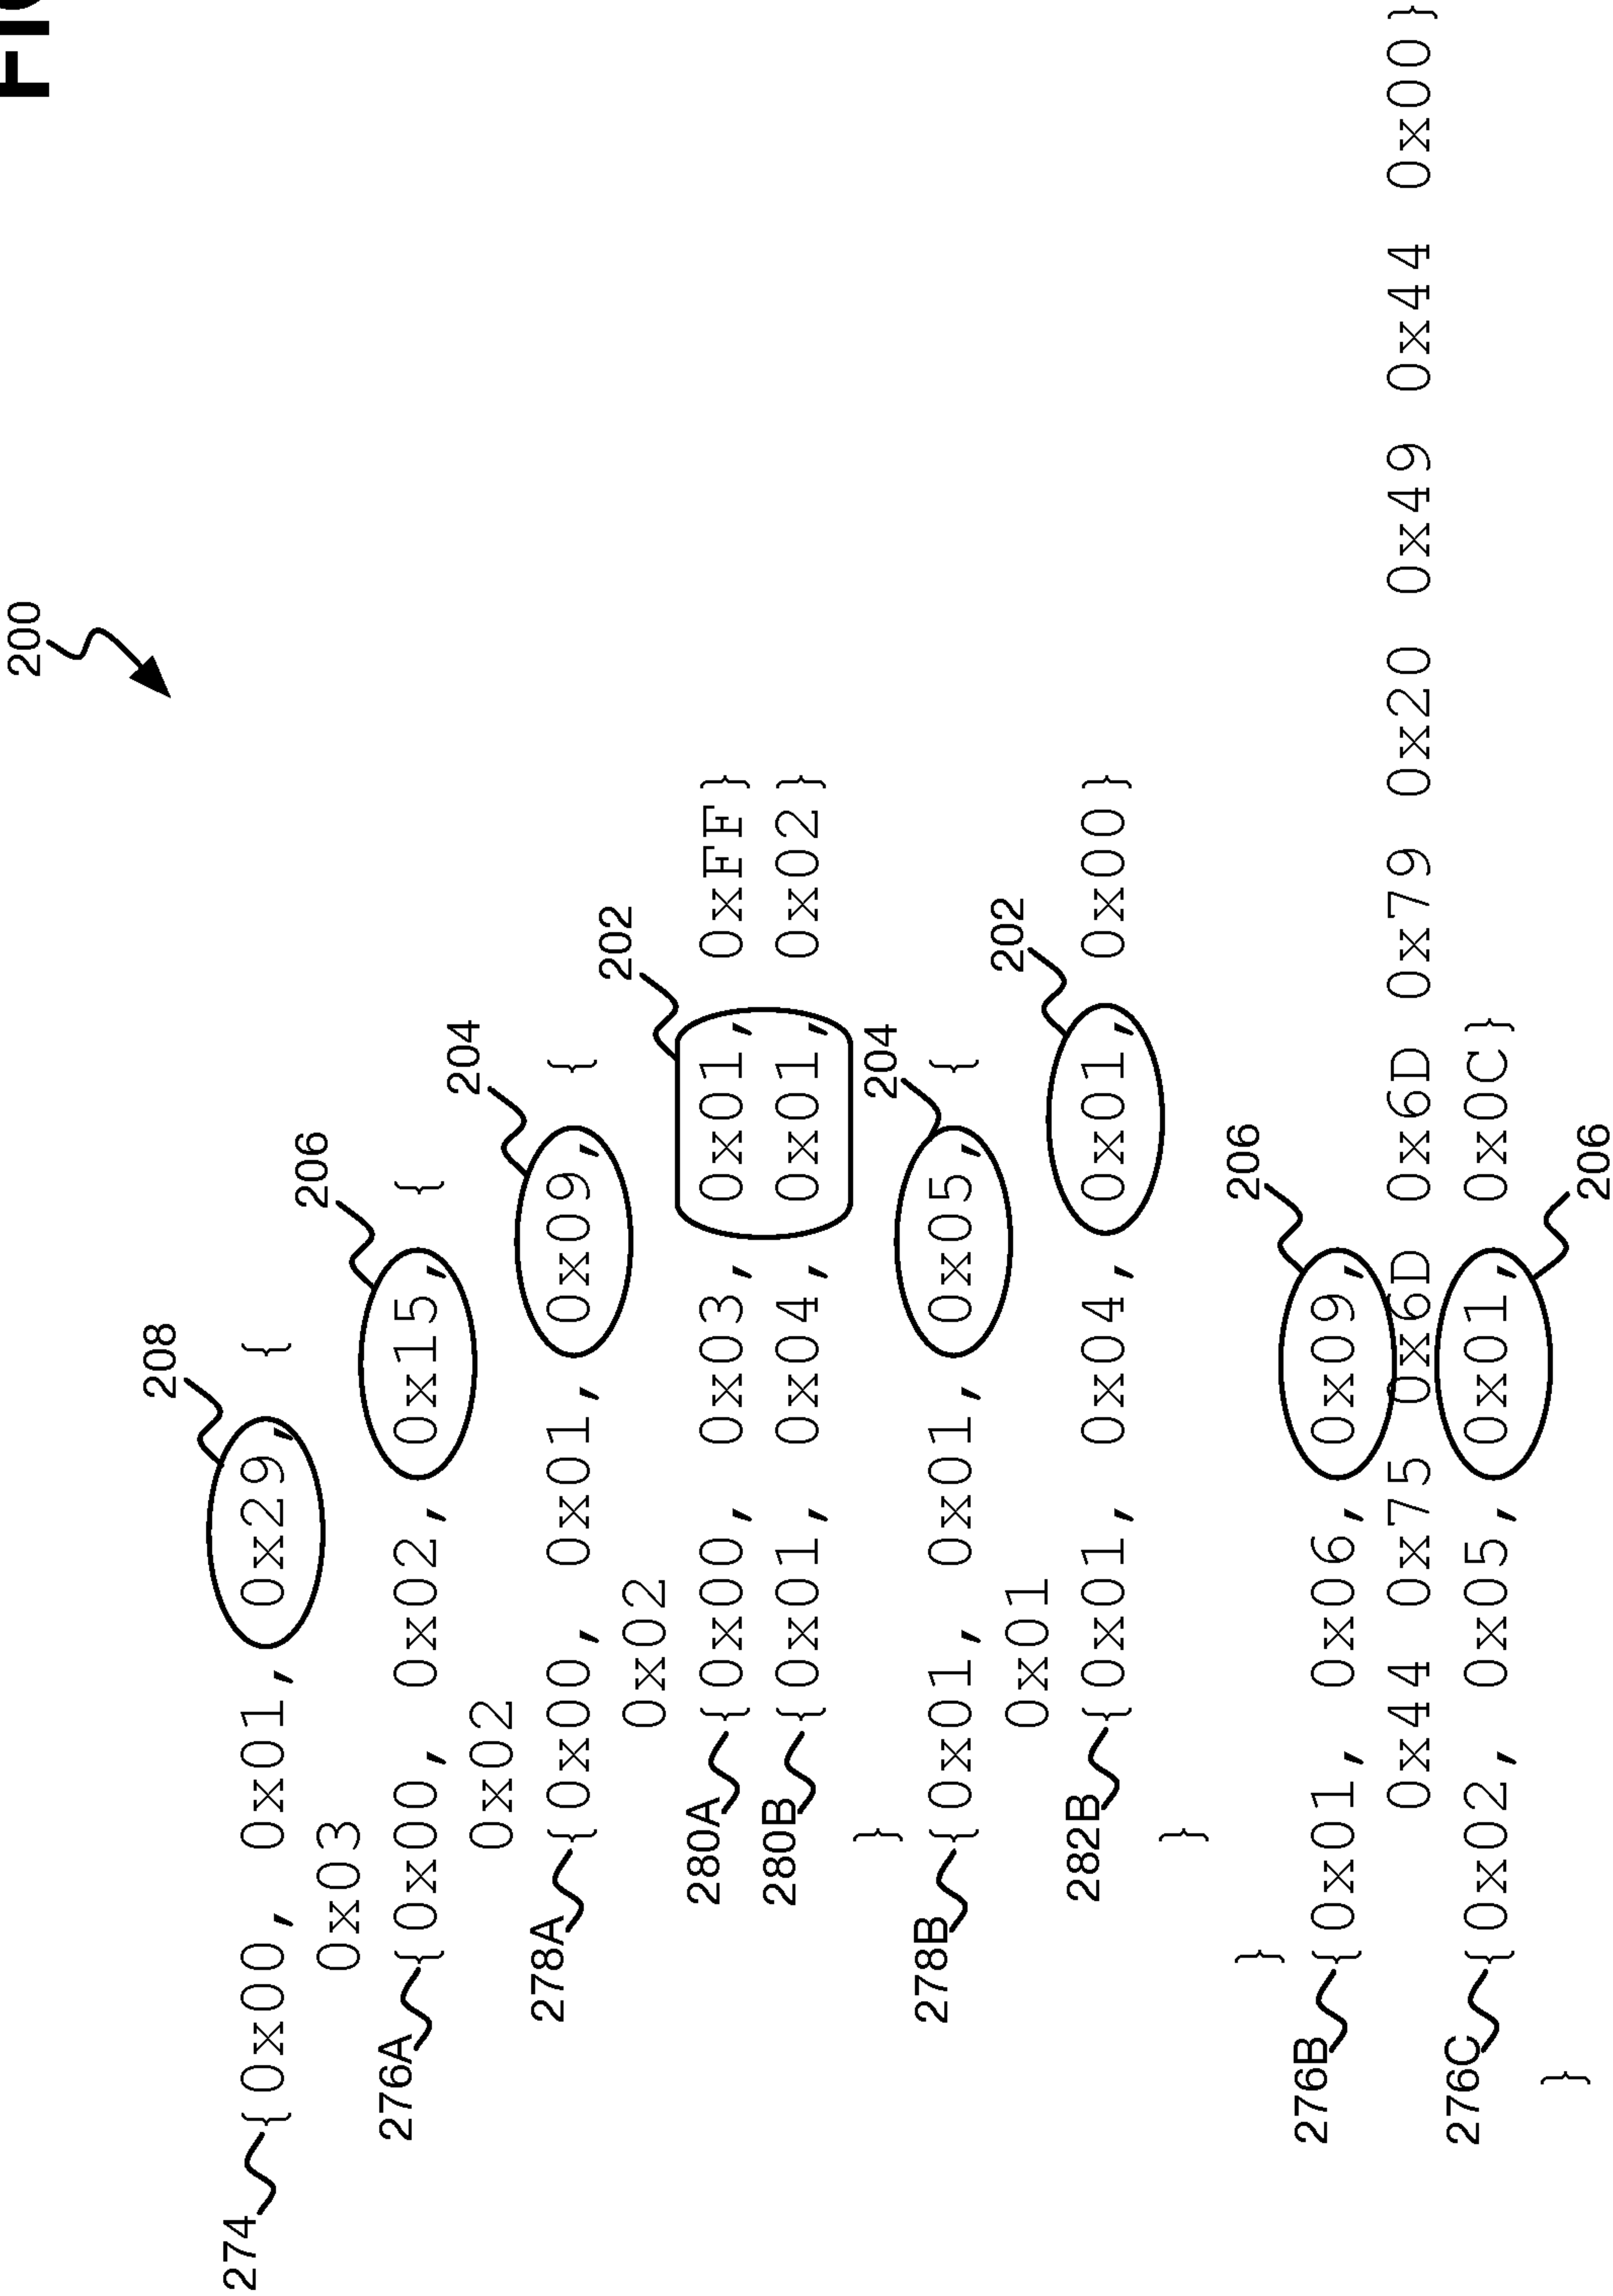 FIG
200
208
274 {0x00, 0x01, 0x29, {
0x03
206
276A {0x00, 0x02, 0x15, {
0x02
204
278A {0x00, 0x01, 0x09, {
0x02
202
280A {0x00, 0x03, 0x01, 0xFF}
280B {0x01, 0x04, 0x01, 0x02}
}
204
278B {0x01, 0x01, 0x05, {
0x01
202
282B {0x01, 0x04, 0x01, 0x00}
}
}
206
276B {0x01, 0x06, 0x09,
0x44 0x75 0x6D 0x6D 0x79 0x20 0x49 0x44 0x00}
276C {0x02, 0x05, 0x01, 0x0C}
206
}